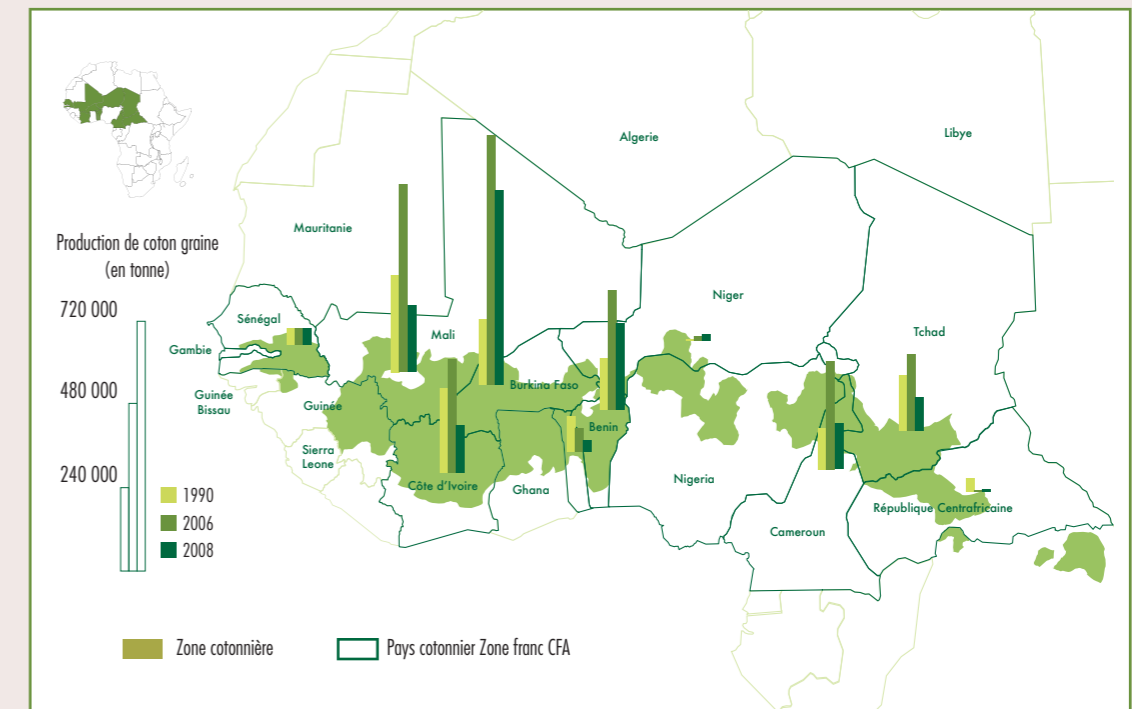 Algerie
Libye
Mauritanie
Production de coton graine
(en tonne)
720 000
480 000
240 000
1990
2006
2008
Niger
Sénégal
Mali
Tchad
Gambie
Burkina Faso
Guinée
Bissau
Guinée
Benin
Sierra
Leone
Côte d'Ivoire
Ghana
Nigeria
République Centrafricaine
Cameroun
Zone cotonnière
Pays cotonnier Zone franc CFA